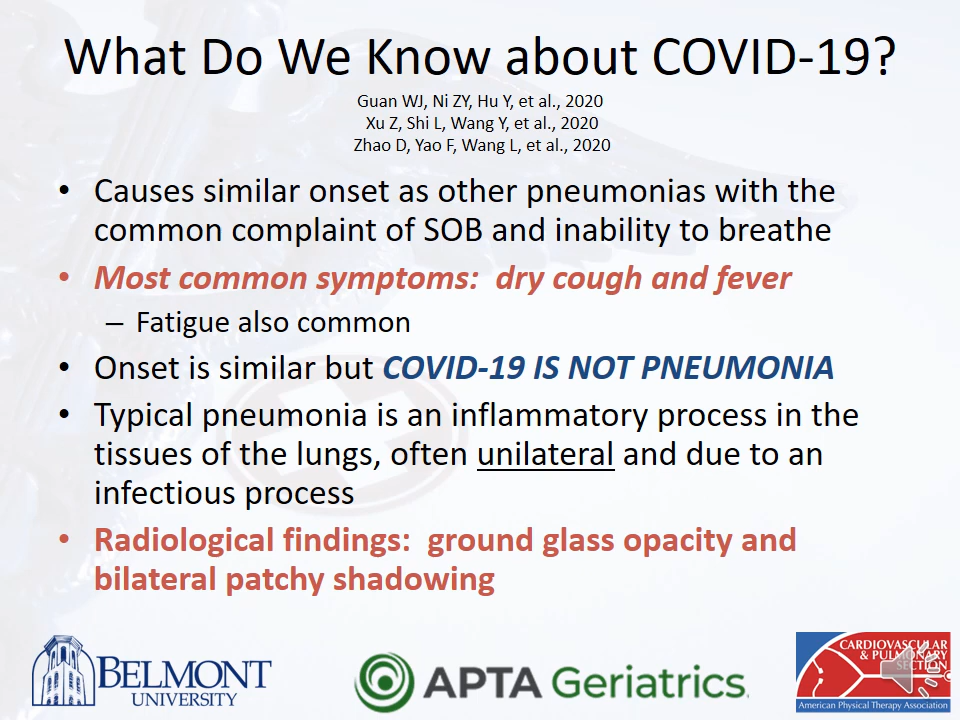 What Do We Know about COVID-19?
Guan WJ, Ni ZY, Hu Y, et al., 2020
Xu Z, Shi L, Wang Y, et al., 2020
Zhao D, Yao F, Wang L, et al., 2020
• Causes similar onset as other pneumonias with the
common complaint of SOB and inability to breathe
• Most common symptoms:  dry cough and fever
– Fatigue also common
• Onset is similar but COVID-19 IS NOT PNEUMONIA
• Typical pneumonia is an inflammatory process in the
tissues of the lungs, often unilateral and due to an
infectious process
• Radiological findings:  ground glass opacity and
bilateral patchy shadowing
BELMONT
UNIVERSITY
APTA Geriatrics
CARDIOVASCULAR
& PULMONARY
SECTION
American Physical Therapy Association